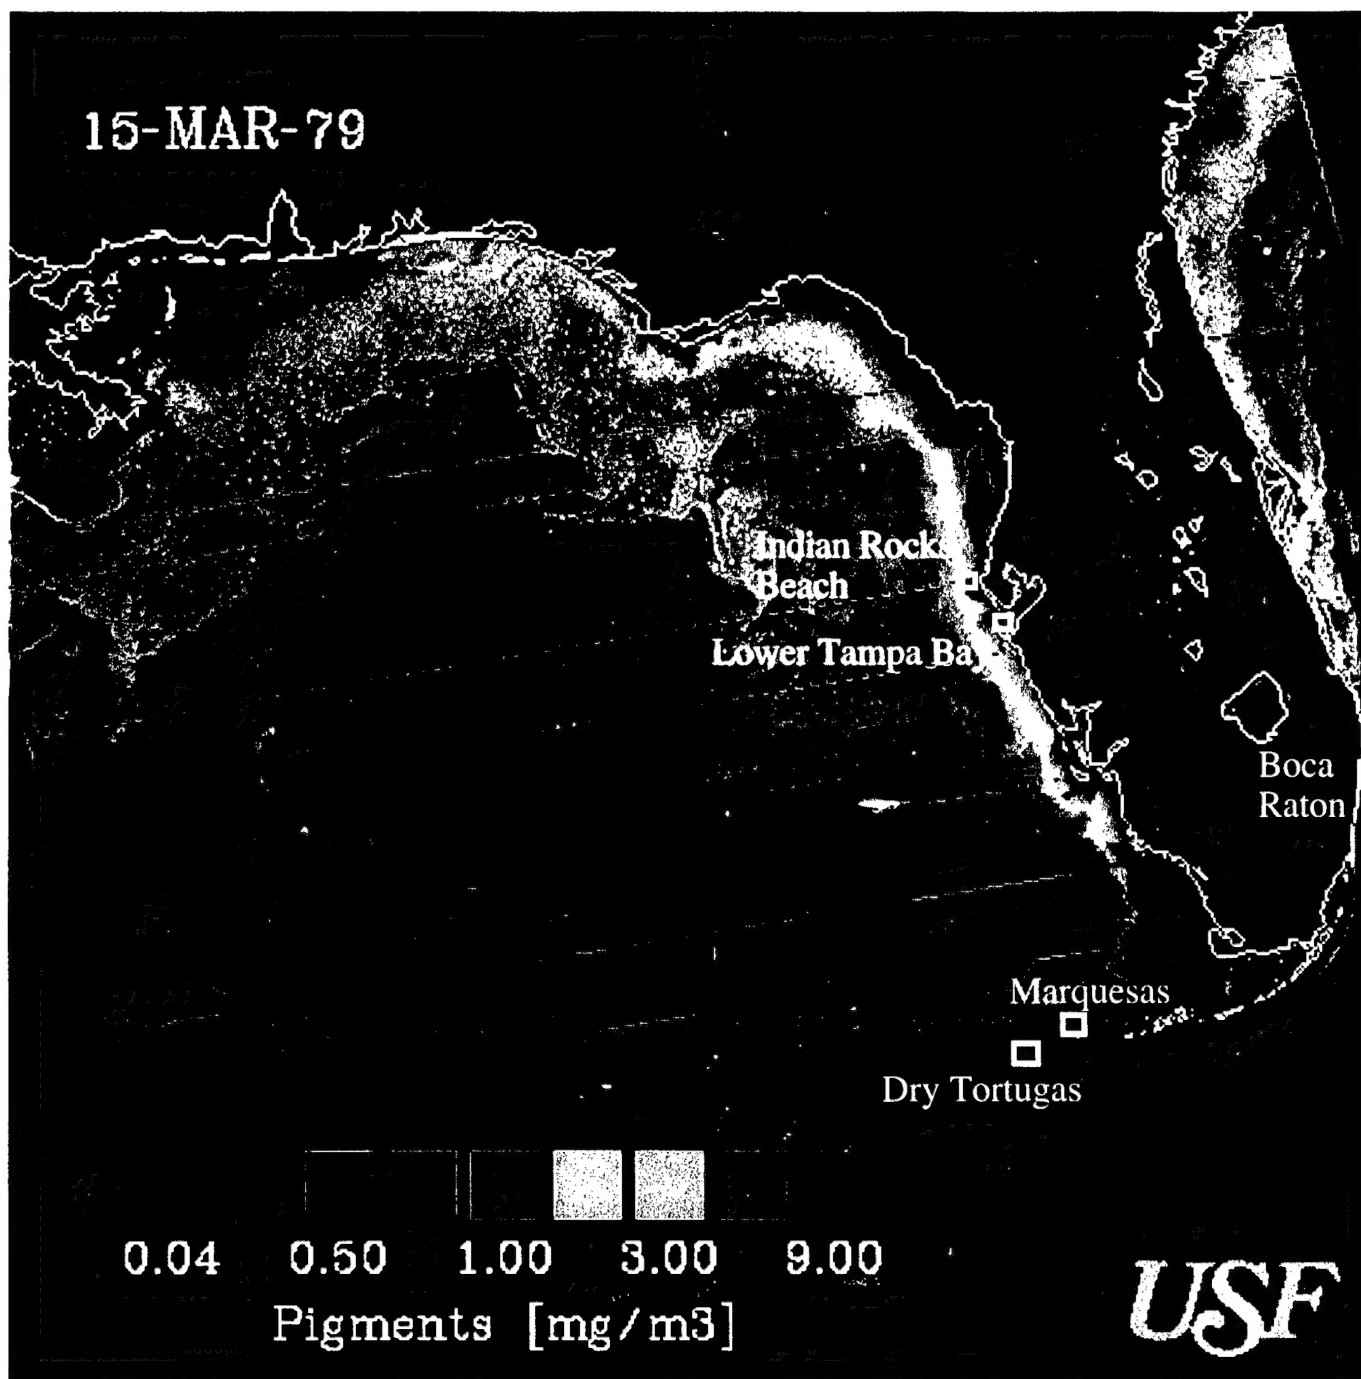 15-MAR-79
Indian Rocks
Beach
Lower Tampa Bay
Boca
Raton
Marquesas
Dry Tortugas
0.04 0.50 1.00 3.00 9.00
Pigments [mg/m3]
USF